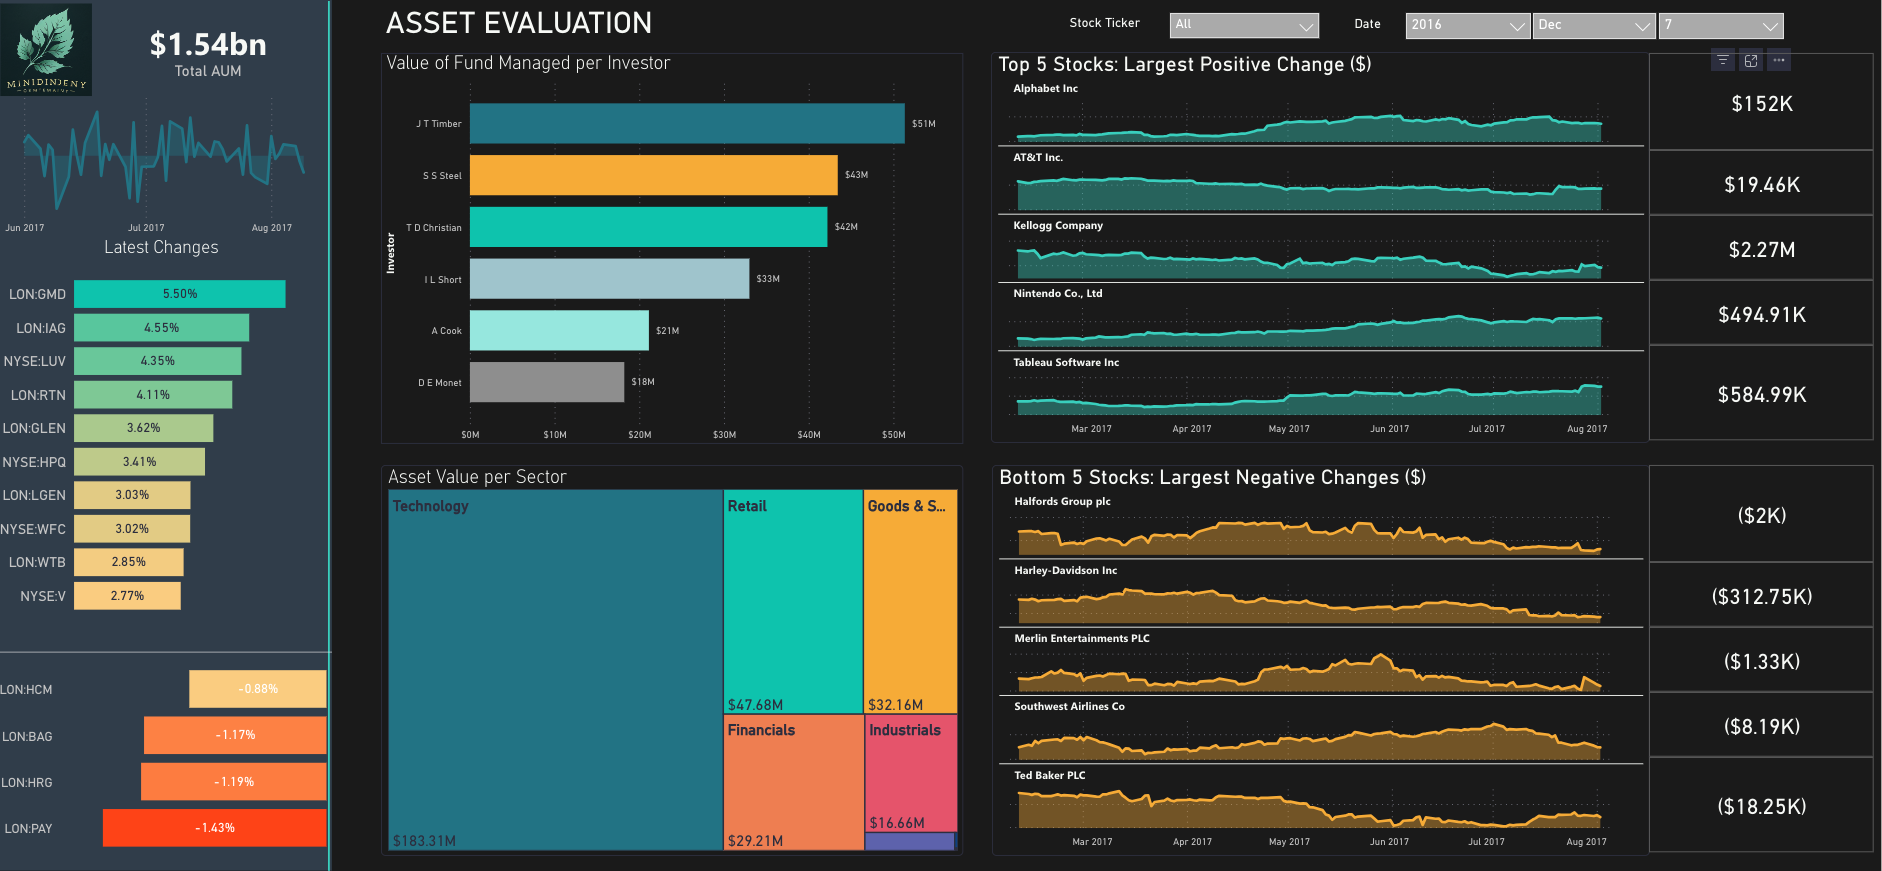 MINIDINJENY
$1.54bn
Total AUM
Jun 2017
Jul 2017
Aug 2017
Latest Changes
LON:GMD
5.50%
LON:IAG
4.55%
NYSE:LUV
4.35%
LON:RTN
4.11%
LON:GLEN
3.62%
NYSE:HPQ
3.41%
LON:LGEN
3.03%
NYSE:WFC
3.02%
LON:WTB
2.85%
NYSE:V
2.77%
LON:HCM
-0.88%
LON:BAG
-1.17%
LON:HRG
-1.19%
LON:PAY
-1.43%
ASSET EVALUATION
Stock Ticker
All
Date
2016
Dec
7
Value of Fund Managed per Investor
Investor
J T Timber
$51M
S S Steel
$43M
T D Christian
$42M
I L Short
$33M
A Cook
$21M
D E Monet
$18M
$0M
$10M
$20M
$30M
$40M
$50M
Asset Value per Sector
Technology
$183.31M
Retail
$47.68M
Goods & S...
$32.16M
Financials
$29.21M
Industrials
$16.66M
Top 5 Stocks: Largest Positive Change ($)
Alphabet Inc
$152K
AT&T Inc.
$19.46K
Kellogg Company
$2.27M
Nintendo Co., Ltd
$494.91K
Tableau Software Inc
$584.99K
Mar 2017
Apr 2017
May 2017
Jun 2017
Jul 2017
Aug 2017
Bottom 5 Stocks: Largest Negative Changes ($)
Halfords Group plc
($2K)
Harley-Davidson Inc
($312.75K)
Merlin Entertainments PLC
($1.33K)
Southwest Airlines Co
($8.19K)
Ted Baker PLC
($18.25K)
Mar 2017
Apr 2017
May 2017
Jun 2017
Jul 2017
Aug 2017